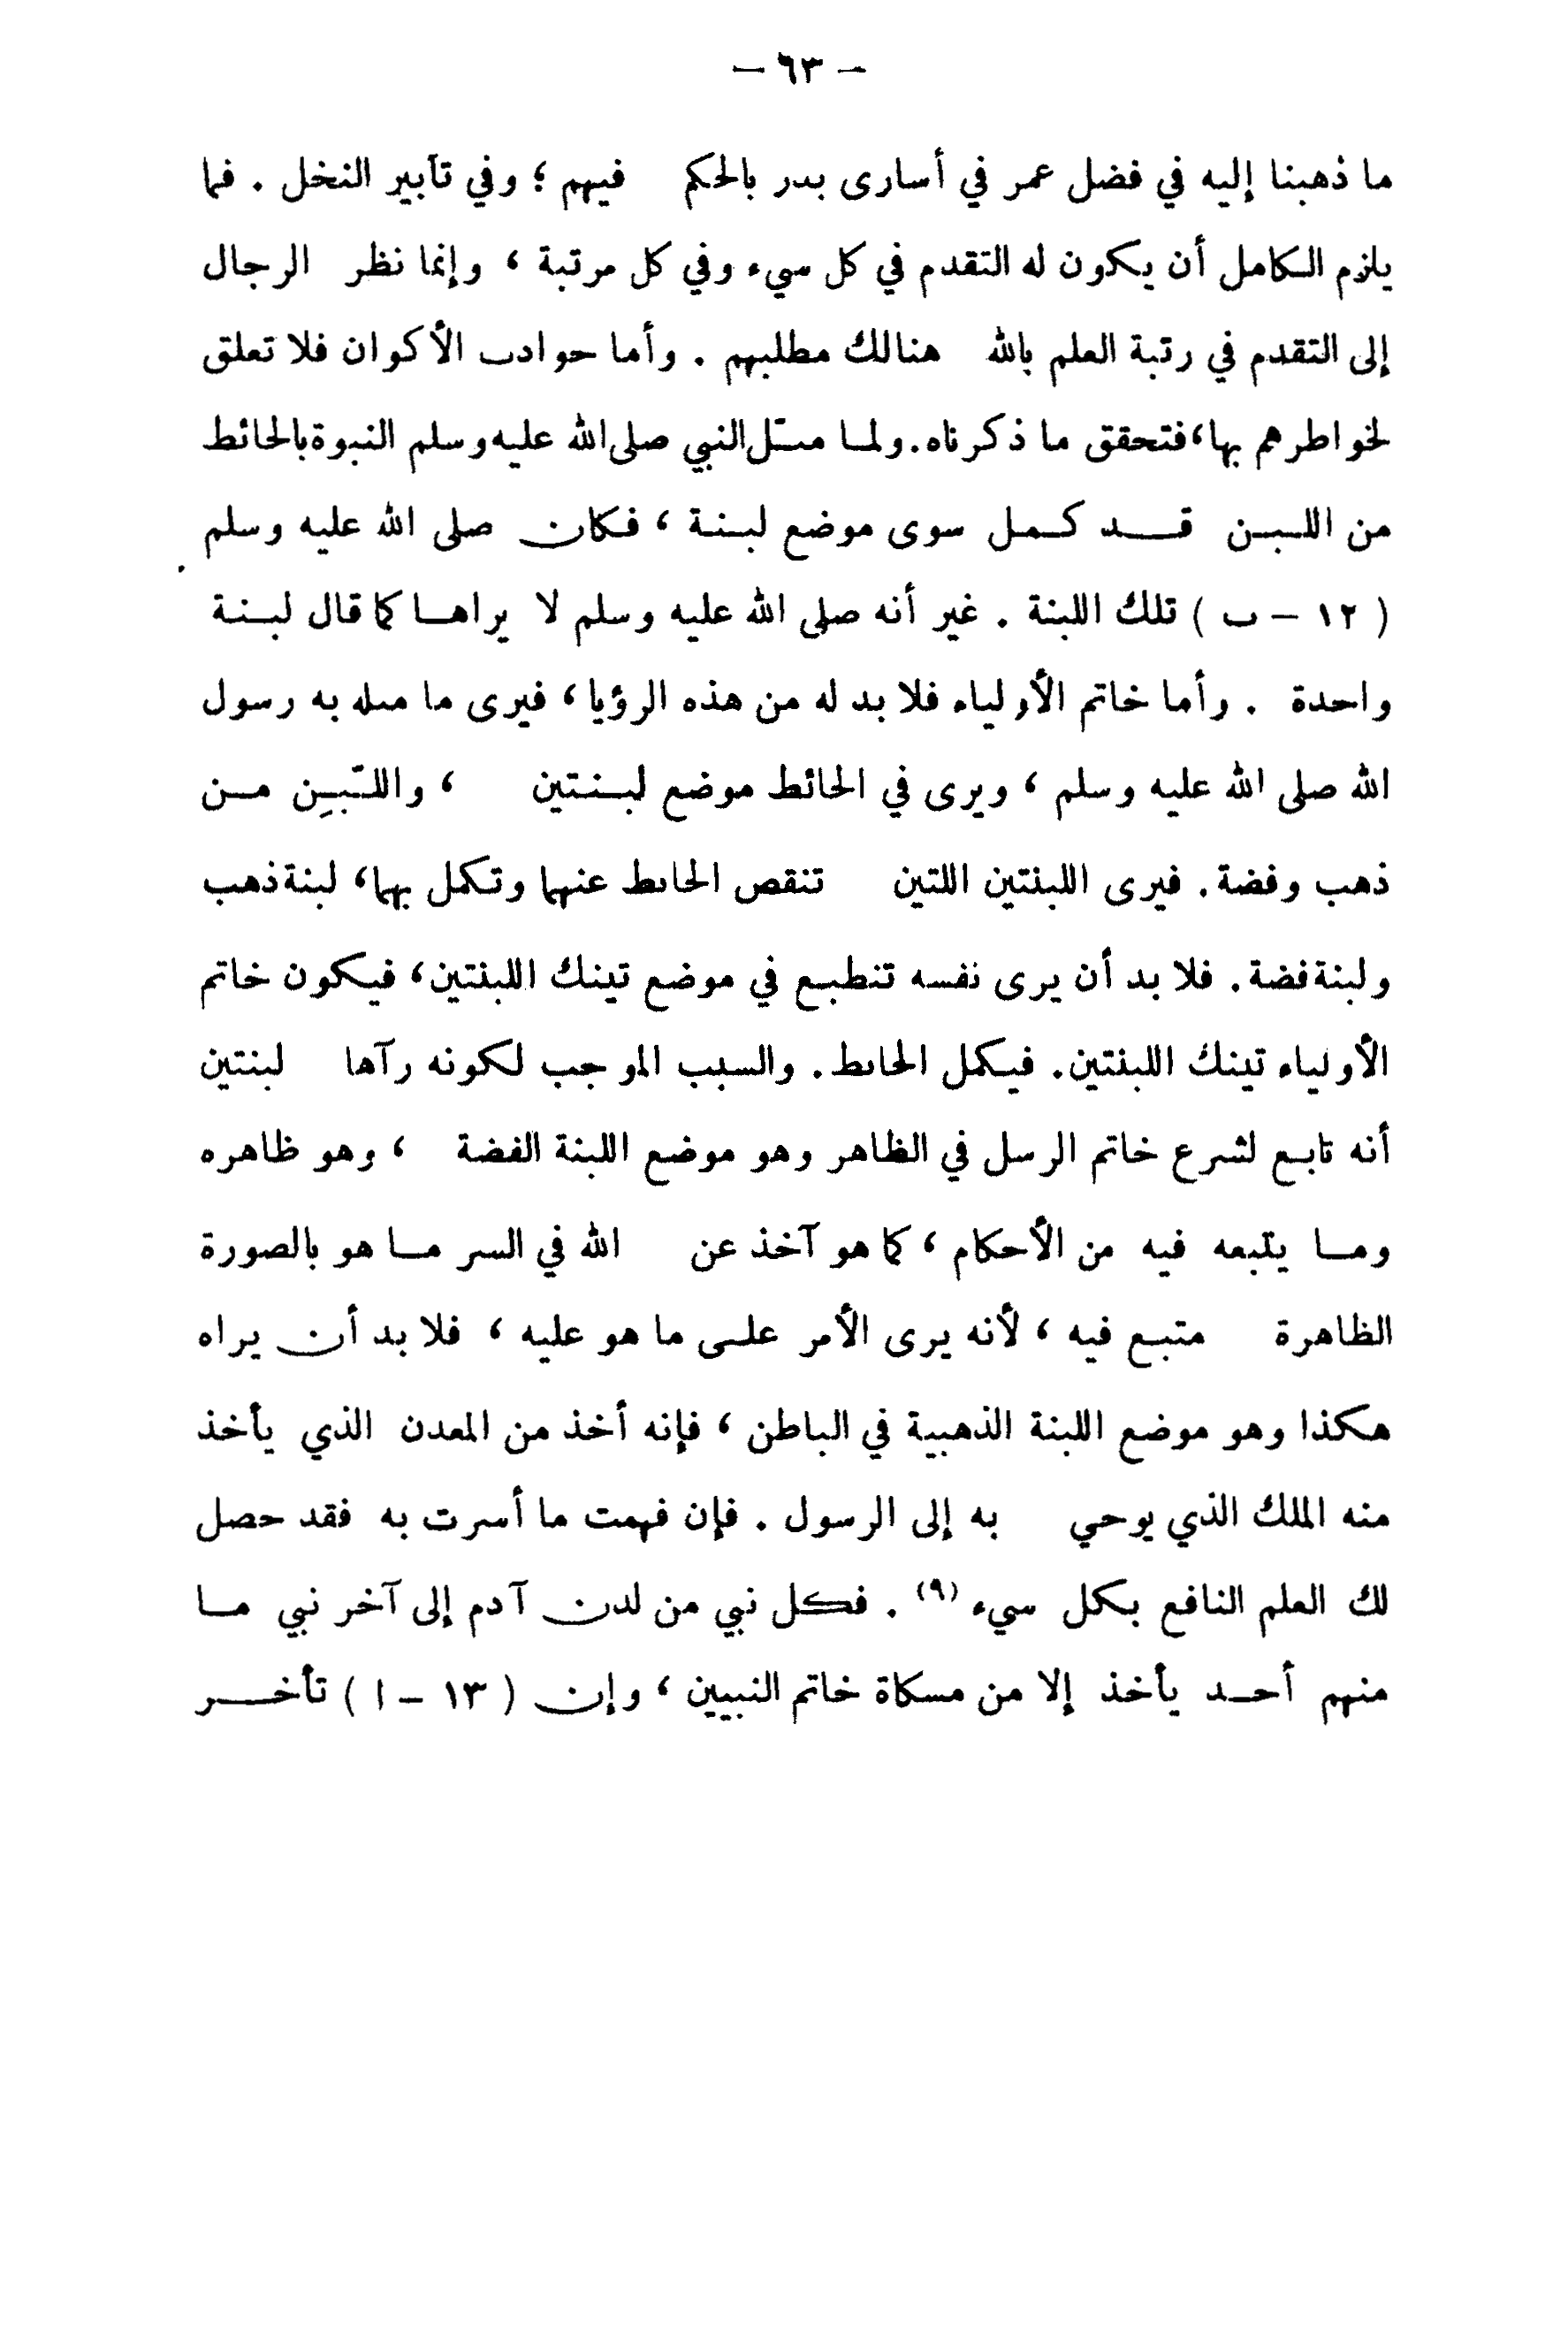 — ٦٣ —
ما ذهبنا إليه في فضل عمر في أسارى بدر بالحكم فيهم ؛ وفي تأبير النخل . فما
يلزم الكامل أن يكون له التقدم في كل شيء وفي كل مرتبة ، وإنما نظر الرجال
إلى التقدم في رتبة العلم بالله هنالك مطلبهم . وأما حوادث الأكوان فلا تعلق
لخواطرهم بها، فتحقق ما ذكرناه. ولما مثّل النبي صلى الله عليه وسلم النبوة بالحائط
من اللبن قد كمل سوى موضع لبنة ، فكان صلى الله عليه وسلم
( ١٢ – ب ) تلك اللبنة . غير أنه صلى الله عليه وسلم لا يراها كما قال لبنة
واحدة . وأما خاتم الأولياء فلا بد له من هذه الرؤيا ، فيرى ما مثله به رسول
الله صلى الله عليه وسلم ، ويرى في الحائط موضع لبنتين ، واللّبِن من
ذهب وفضة . فيرى اللبنتين اللتين تنقص الحائط عنهما وتكمل بهما، لبنة ذهب
ولبنة فضة. فلا بد أن يرى نفسه تنطبع في موضع تينك اللبنتين، فيكون خاتم
الأولياء تينك اللبنتين. فيكمل الحائط . والسبب الموجب لكونه رآها لبنتين
أنه تابع لشرع خاتم الرسل في الظاهر وهو موضع اللبنة الفضة ، وهو ظاهره
وما يتبعه فيه من الأحكام ، كما هو آخذ عن الله في السر ما هو بالصورة
الظاهرة متبع فيه ، لأنه يرى الأمر على ما هو عليه ، فلا بد أن يراه
هكذا وهو موضع اللبنة الذهبية في الباطن ، فإنه أخذ من المعدن الذي يأخذ
منه الملك الذي يوحي به إلى الرسول . فإن فهمت ما أشرت به فقد حصل
لك العلم النافع بكل شيء (٩) . فكل نبي من لدن آدم إلى آخر نبي ما
منهم أحد يأخذ إلا من مشكاة خاتم النبيين ، وإن ( ١٣ – ا ) تأخر